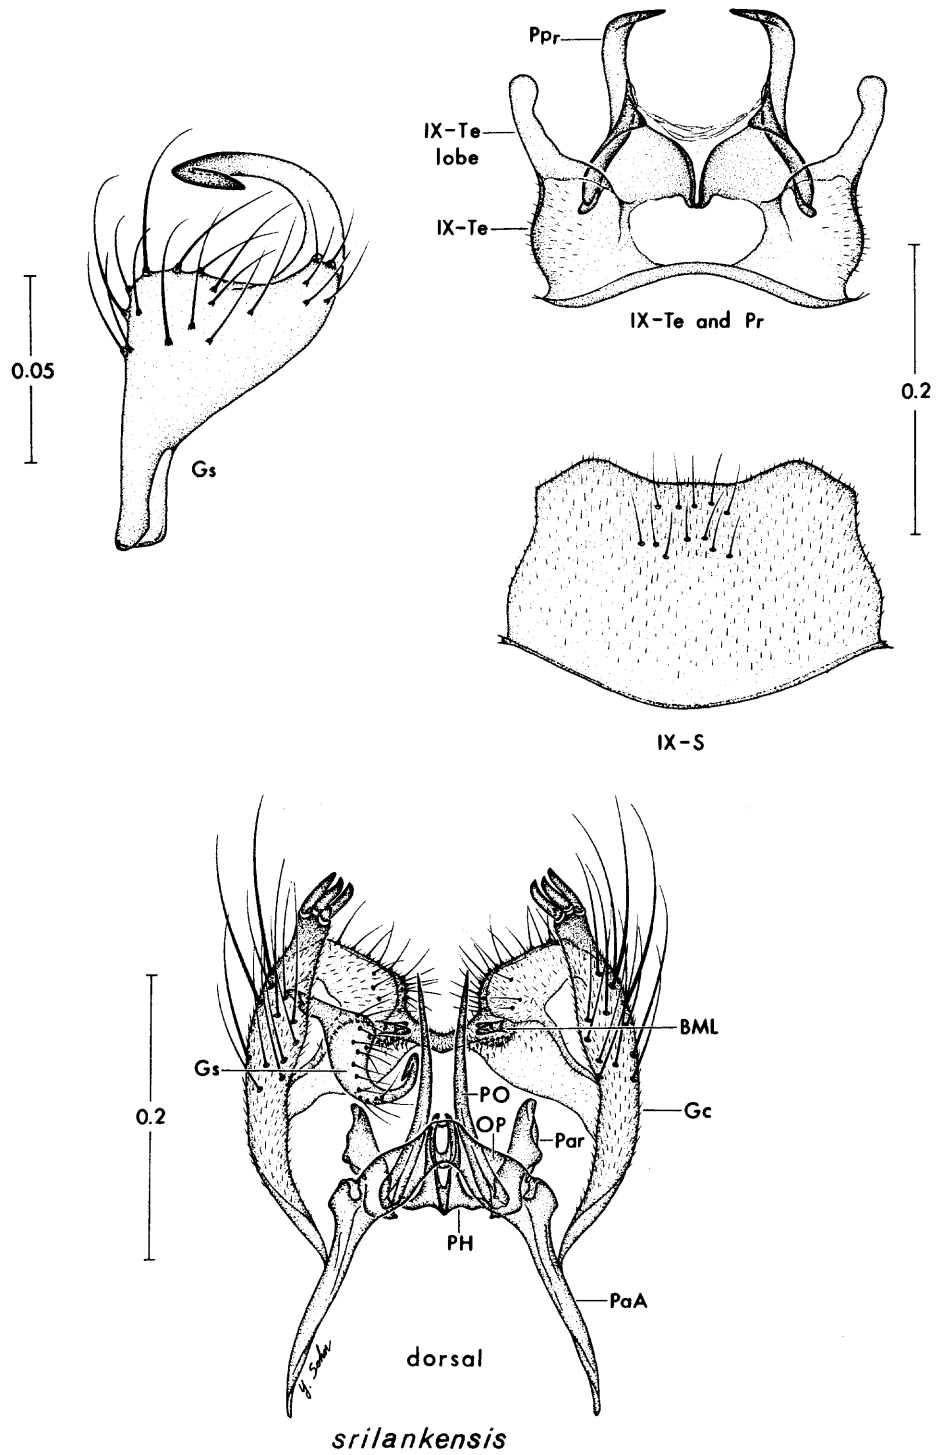 Ppr
IX-Te
lobe
IX-Te
IX-Te and Pr
0.05
0.2
Gs
IX-S
BML
Gs
PO
Gc
0.2
OP
Par
PH
PaA
dorsal
Y. Sohn
srilankensis